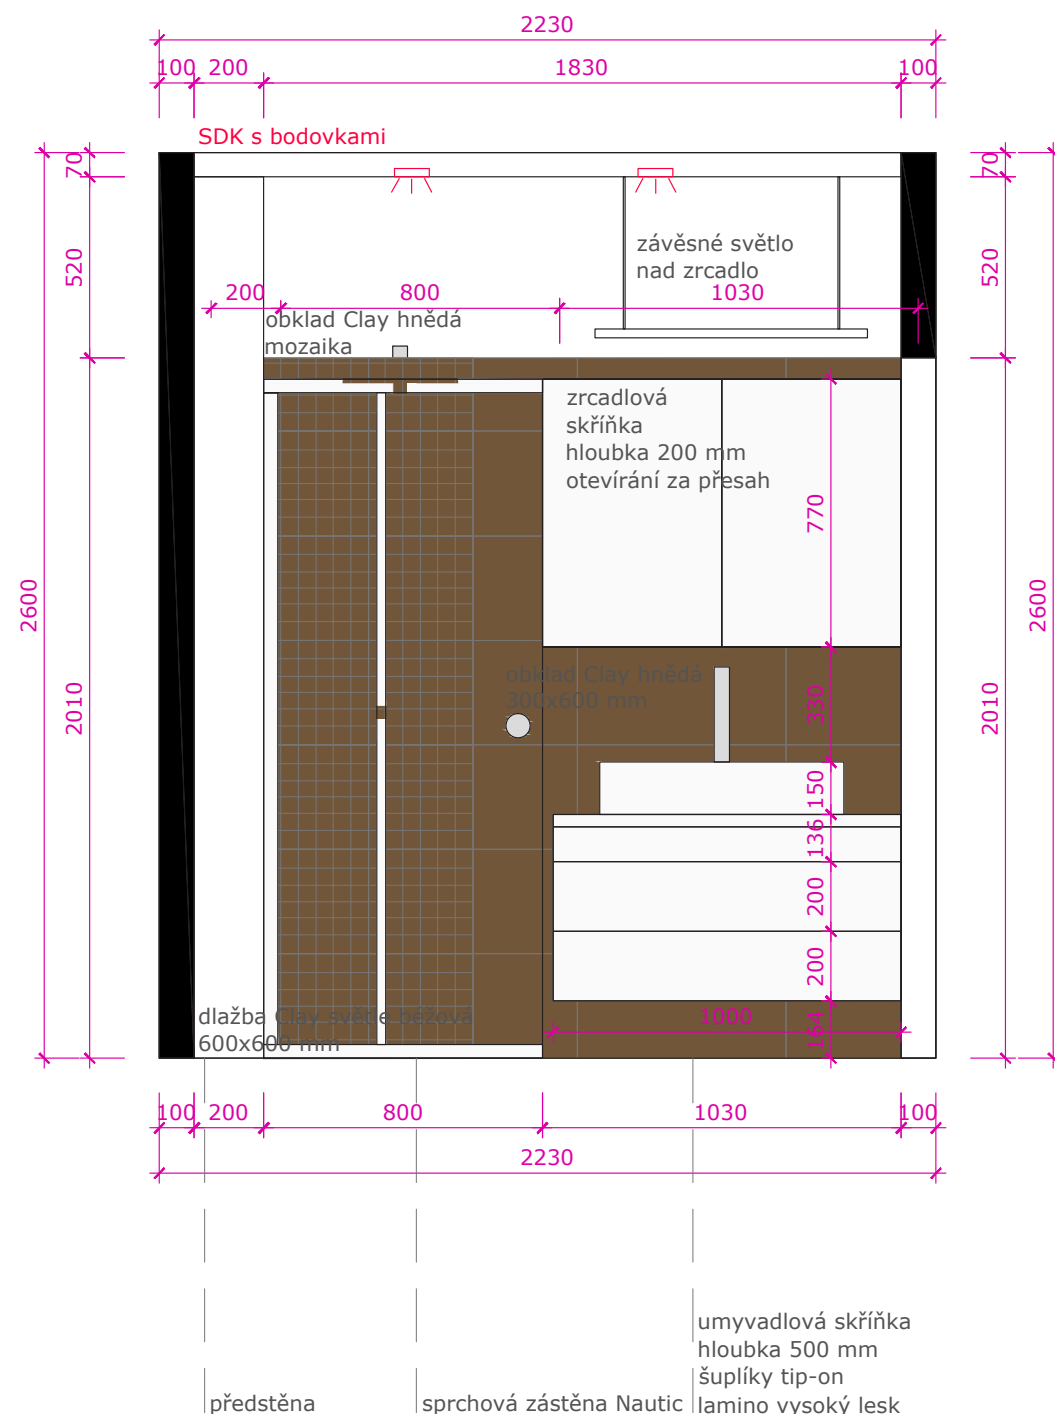 2230
100 200 1830 100
SDK s bodovkami
70 70
závěsné světlo
nad zrcadlo
520 520
200 800 1030
obklad Clay hnědá
mozaika
zrcadlová
skříňka
hloubka 200 mm
otevírání za přesah
770
2600 2600
2010 2010
obklad Clay hnědá
300x600 mm
330
150
136
200
200
dlažba Clay světle béžová
600x600 mm
1000
164
100 200 800 1030 100
2230
umyvadlová skříňka
hloubka 500 mm
šuplíky tip-on
předstěna
sprchová zástěna Nautic
lamino vysoký lesk